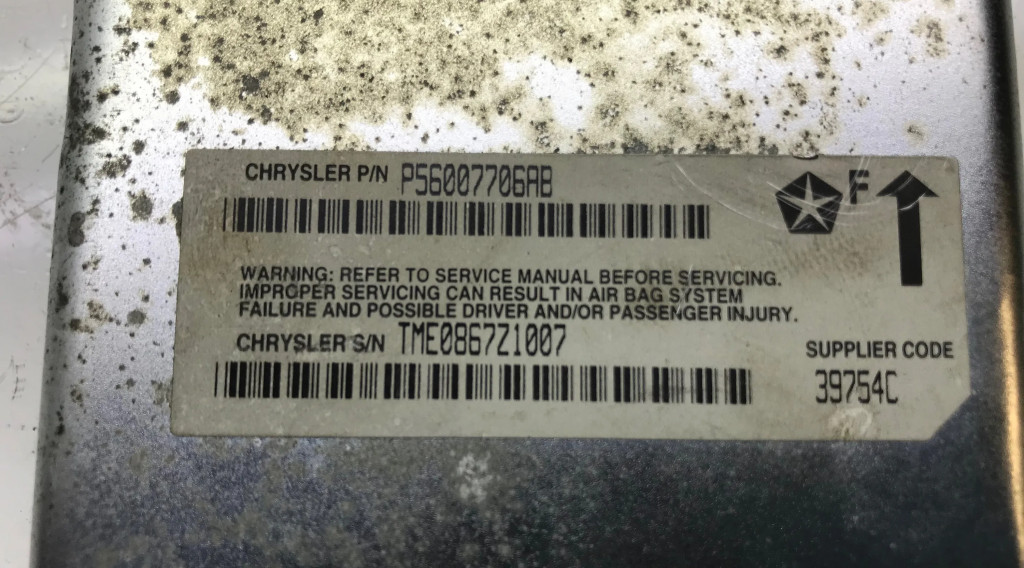 CHRYSLER P/N P56007706AB
F
WARNING: REFER TO SERVICE MANUAL BEFORE SERVICING.
IMPROPER SERVICING CAN RESULT IN AIR BAG SYSTEM
FAILURE AND POSSIBLE DRIVER AND/OR PASSENGER INJURY.
CHRYSLER S/N TME0867Z1007
SUPPLIER CODE
39754C